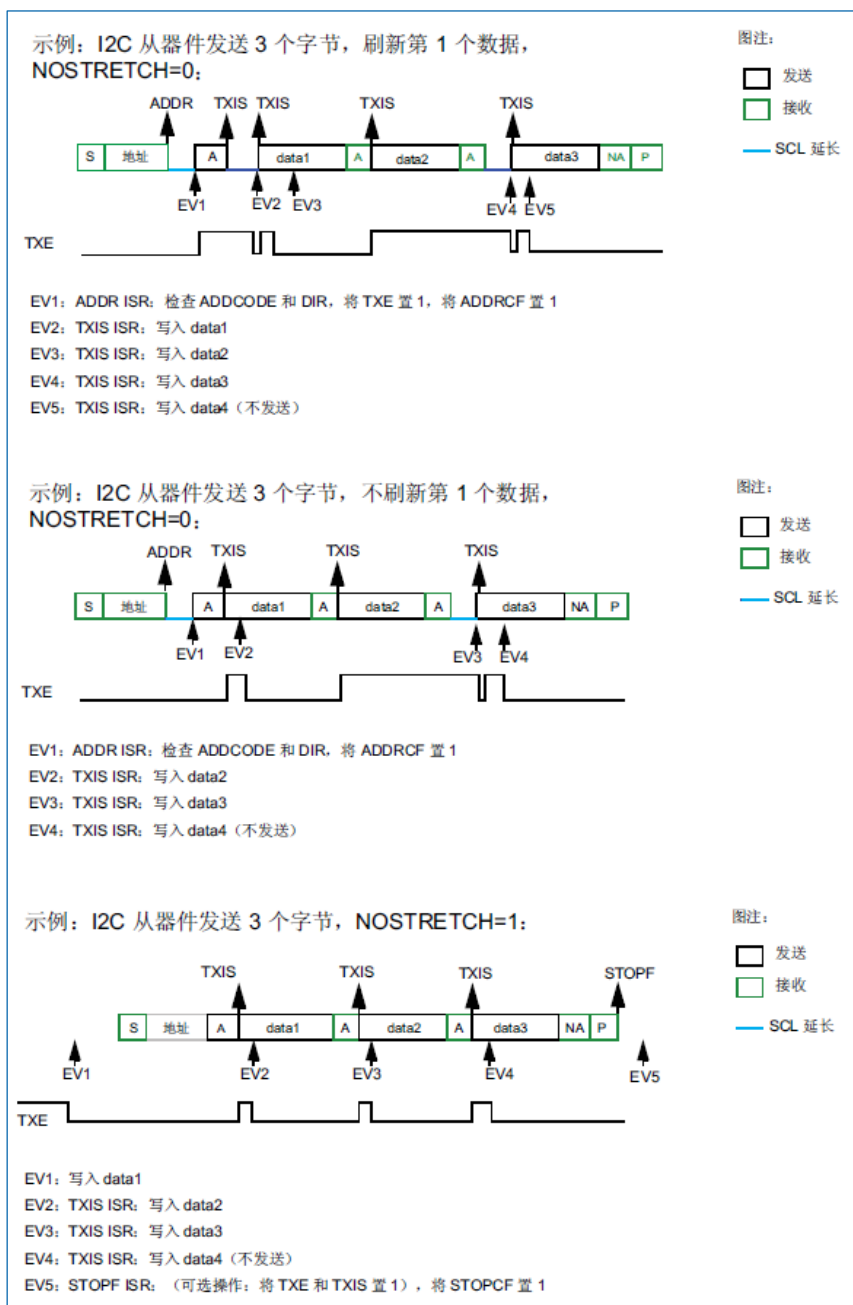 示例：I2C 从器件发送 3 个字节，刷新第 1 个数据，
NOSTRETCH=0：
图注：
发送
接收
SCL 延长
ADDR TXIS TXIS TXIS TXIS
S 地址 A data1 A data2 A data3 NA P
EV1 EV2 EV3 EV4 EV5
TXE
EV1：ADDR ISR：检查 ADDCODE 和 DIR，将 TXE 置 1，将 ADDRCF 置 1
EV2：TXIS ISR：写入 data1
EV3：TXIS ISR：写入 data2
EV4：TXIS ISR：写入 data3
EV5：TXIS ISR：写入 data4（不发送）
示例：I2C 从器件发送 3 个字节，不刷新第 1 个数据，
NOSTRETCH=0：
图注：
发送
接收
SCL 延长
ADDR TXIS TXIS TXIS
S 地址 A data1 A data2 A data3 NA P
EV1 EV2 EV3 EV4
TXE
EV1：ADDR ISR：检查 ADDCODE 和 DIR，将 ADDRCF 置 1
EV2：TXIS ISR：写入 data2
EV3：TXIS ISR：写入 data3
EV4：TXIS ISR：写入 data4（不发送）
示例：I2C 从器件发送 3 个字节，NOSTRETCH=1：
图注：
发送
接收
SCL 延长
TXIS TXIS TXIS STOPF
S 地址 A data1 A data2 A data3 NA P
EV1 EV2 EV3 EV4 EV5
TXE
EV1：写入 data1
EV2：TXIS ISR：写入 data2
EV3：TXIS ISR：写入 data3
EV4：TXIS ISR：写入 data4（不发送）
EV5：STOPF ISR：（可选操作：将 TXE 和 TXIS 置 1），将 STOPCF 置 1